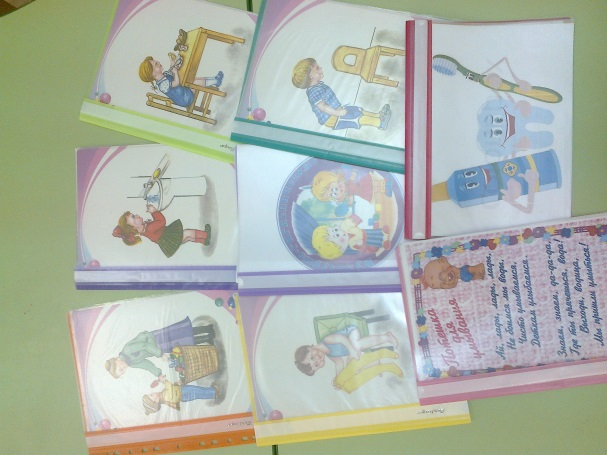 Потешка
для
умывания
Ай, лады, лады, лады,
Не боимся мы воды,
Чисто умываемся,
Деткам улыбаемся.
Знаем, знаем, да-да-да,
Где ты прячешься, вода!
Выходи, водица,
Мы пришли умыться!